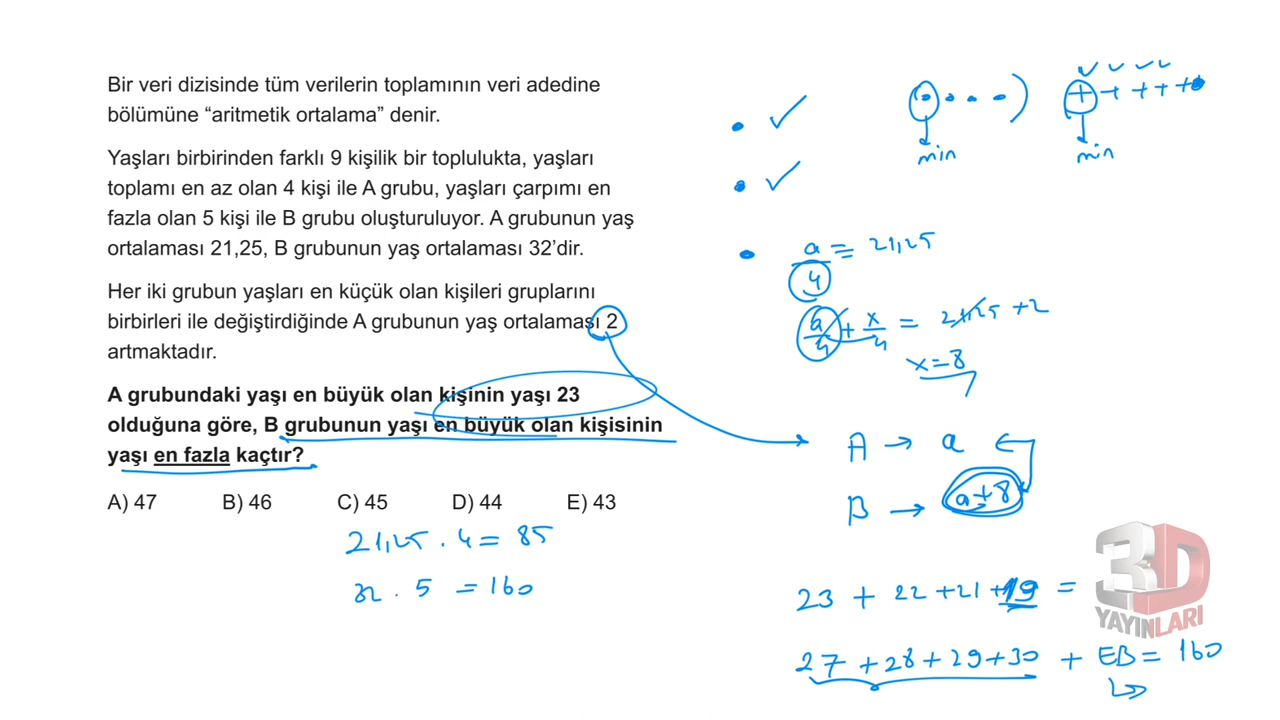 Bir veri dizisinde tüm verilerin toplamının veri adedine
bölümüne “aritmetik ortalama” denir.
Yaşları birbirinden farklı 9 kişilik bir toplulukta, yaşları
toplamı en az olan 4 kişi ile A grubu, yaşları çarpımı en
fazla olan 5 kişi ile B grubu oluşturuluyor. A grubunun yaş
ortalaması 21,25, B grubunun yaş ortalaması 32’dir.
Her iki grubun yaşları en küçük olan kişileri gruplarını
birbirleri ile değiştirdiğinde A grubunun yaş ortalaması 2
artmaktadır.
A grubundaki yaşı en büyük olan kişinin yaşı 23
olduğuna göre, B grubunun yaşı en büyük olan kişisinin
yaşı en fazla kaçtır?
A) 47 B) 46 C) 45 D) 44 E) 43
21,25 . 4 = 85
32 . 5 = 160
min min
a/4 = 21,25
a/4 + x/4 = 21,25 + 2
x = 8
A → a
B → a+8
23 + 22 + 21 + 19 =
27 + 28 + 29 + 30 + EB = 160
3D
YAYINLARI